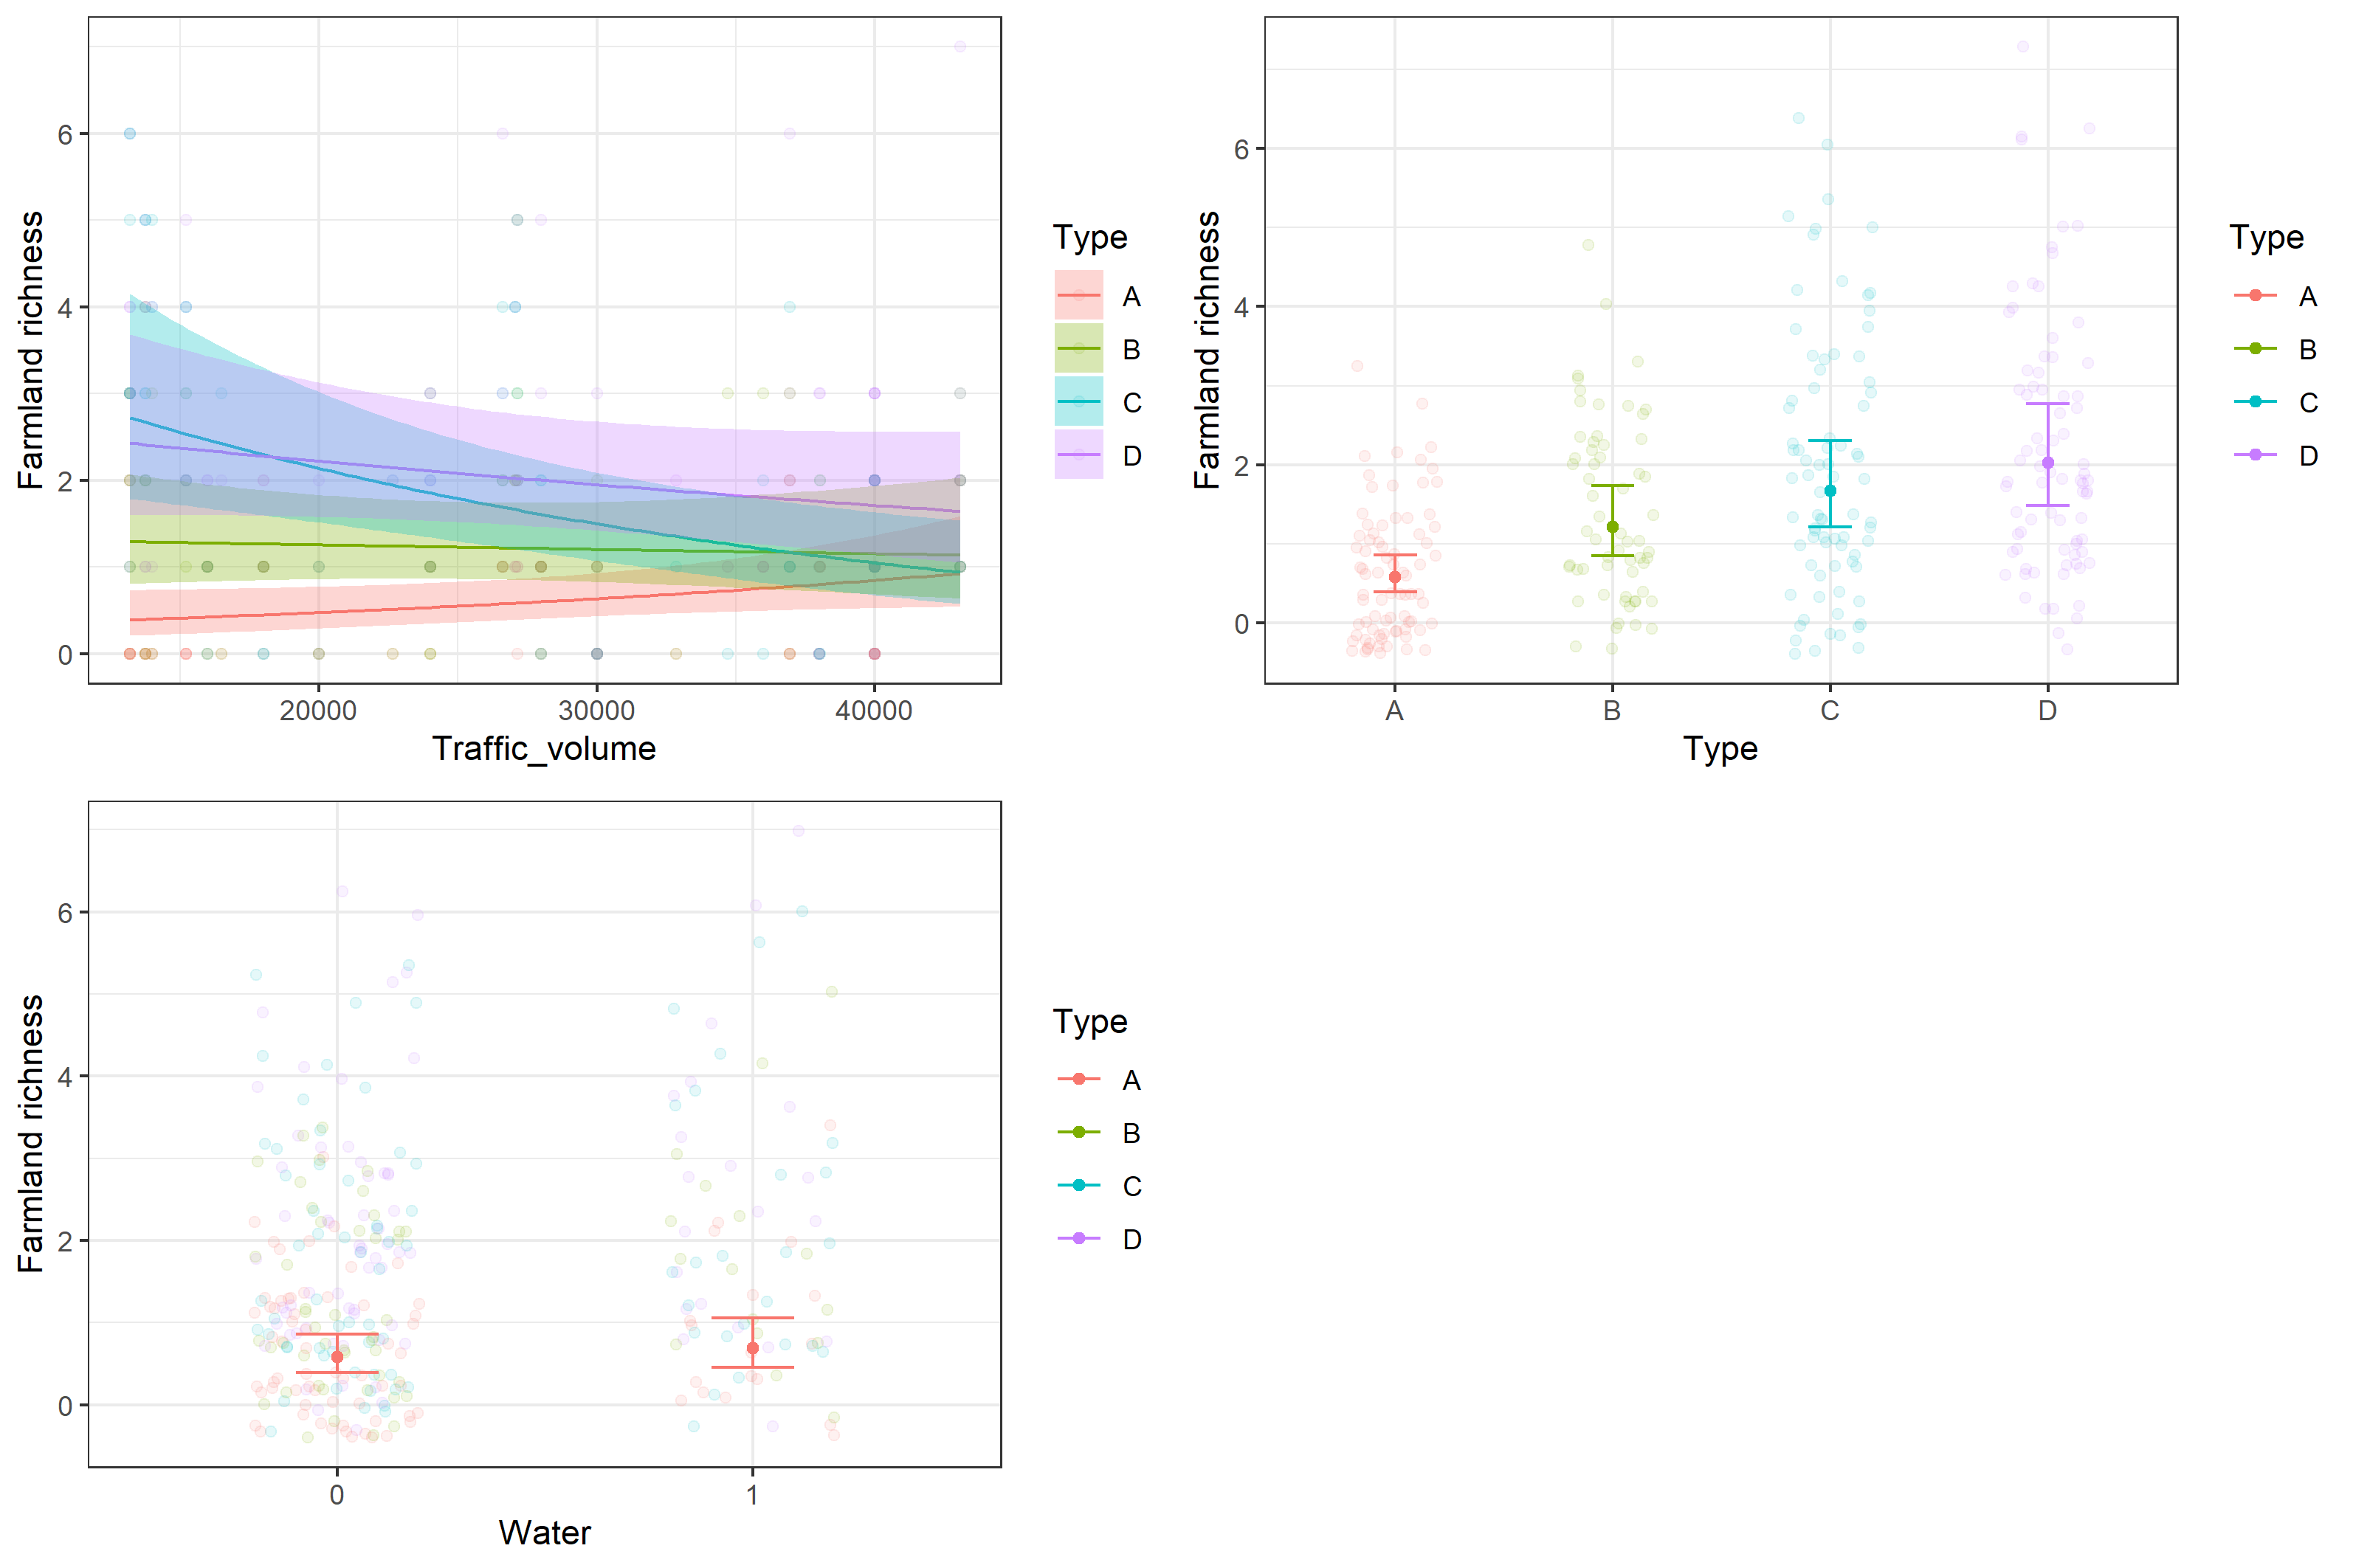 Farmland richness
6
4
2
0
20000
30000
40000
Traffic_volume
Type
A
B
C
D
Farmland richness
6
4
2
0
A
B
C
D
Type
Type
A
B
C
D
Farmland richness
6
4
2
0
0
1
Water
Type
A
B
C
D